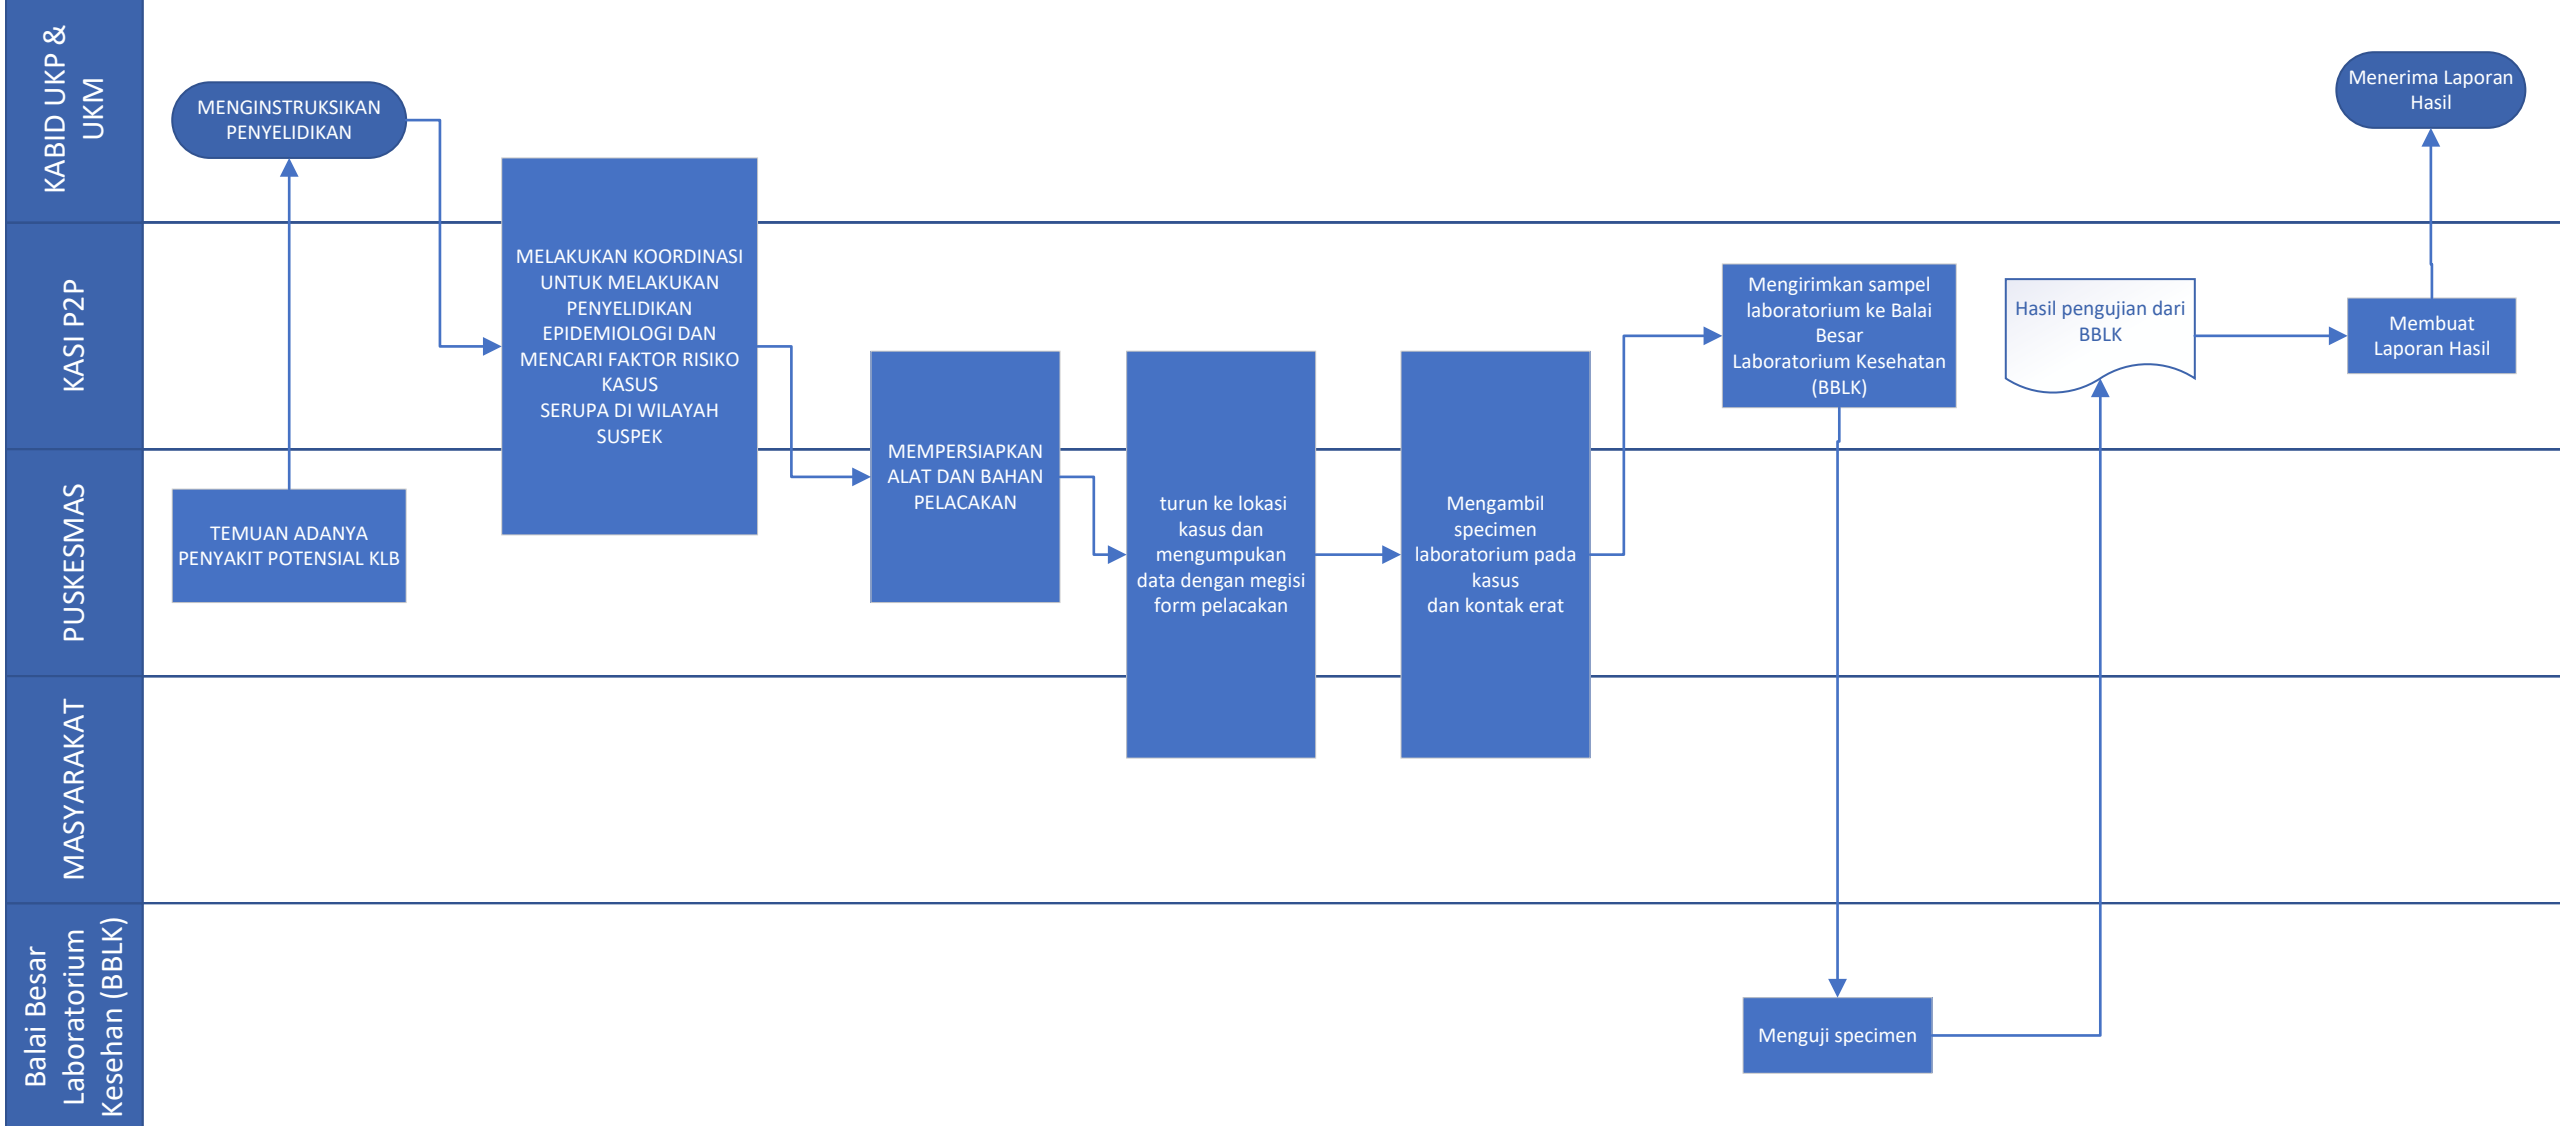 KABID UKP &
UKM
MENGINSTRUKSIKAN
PENYELIDIKAN
Menerima Laporan
Hasil
KASI P2P
MELAKUKAN KOORDINASI
UNTUK MELAKUKAN
PENYELIDIKAN
EPIDEMIOLOGI DAN
MENCARI FAKTOR RISIKO
KASUS
SERUPA DI WILAYAH
SUSPEK
Mengirimkan sampel
laboratorium ke Balai
Besar
Laboratorium Kesehatan
(BBLK)
Hasil pengujian dari
BBLK
Membuat
Laporan Hasil
PUSKESMAS
TEMUAN ADANYA
PENYAKIT POTENSIAL KLB
MEMPERSIAPKAN
ALAT DAN BAHAN
PELACAKAN
turun ke lokasi
kasus dan
mengumpukan
data dengan megisi
form pelacakan
Mengambil
specimen
laboratorium pada
kasus
dan kontak erat
MASYARAKAT
Balai Besar
Laboratorium
Kesehan (BBLK)
Menguji specimen